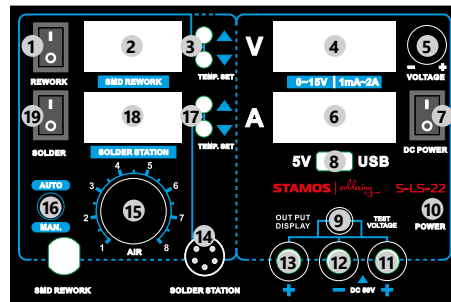 1
REWORK
2
SMD REWORK
3
TEMP. SET
V
4
0~15V 1mA~2A
5
- +
VOLTAGE
19
SOLDER
18
SOLDER STATION
17
TEMP. SET
A
6
7
DC POWER
5V 8 USB
STAMOS soldering S-LS-22
AUTO
16
MAN.
1 2 3 4 5 6 7 8
15
AIR
SMD REWORK
14
SOLDER STATION
OUT PUT
DISPLAY
9
TEST
VOLTAGE
10
POWER
13
+
12
-
DC 50V
11
+